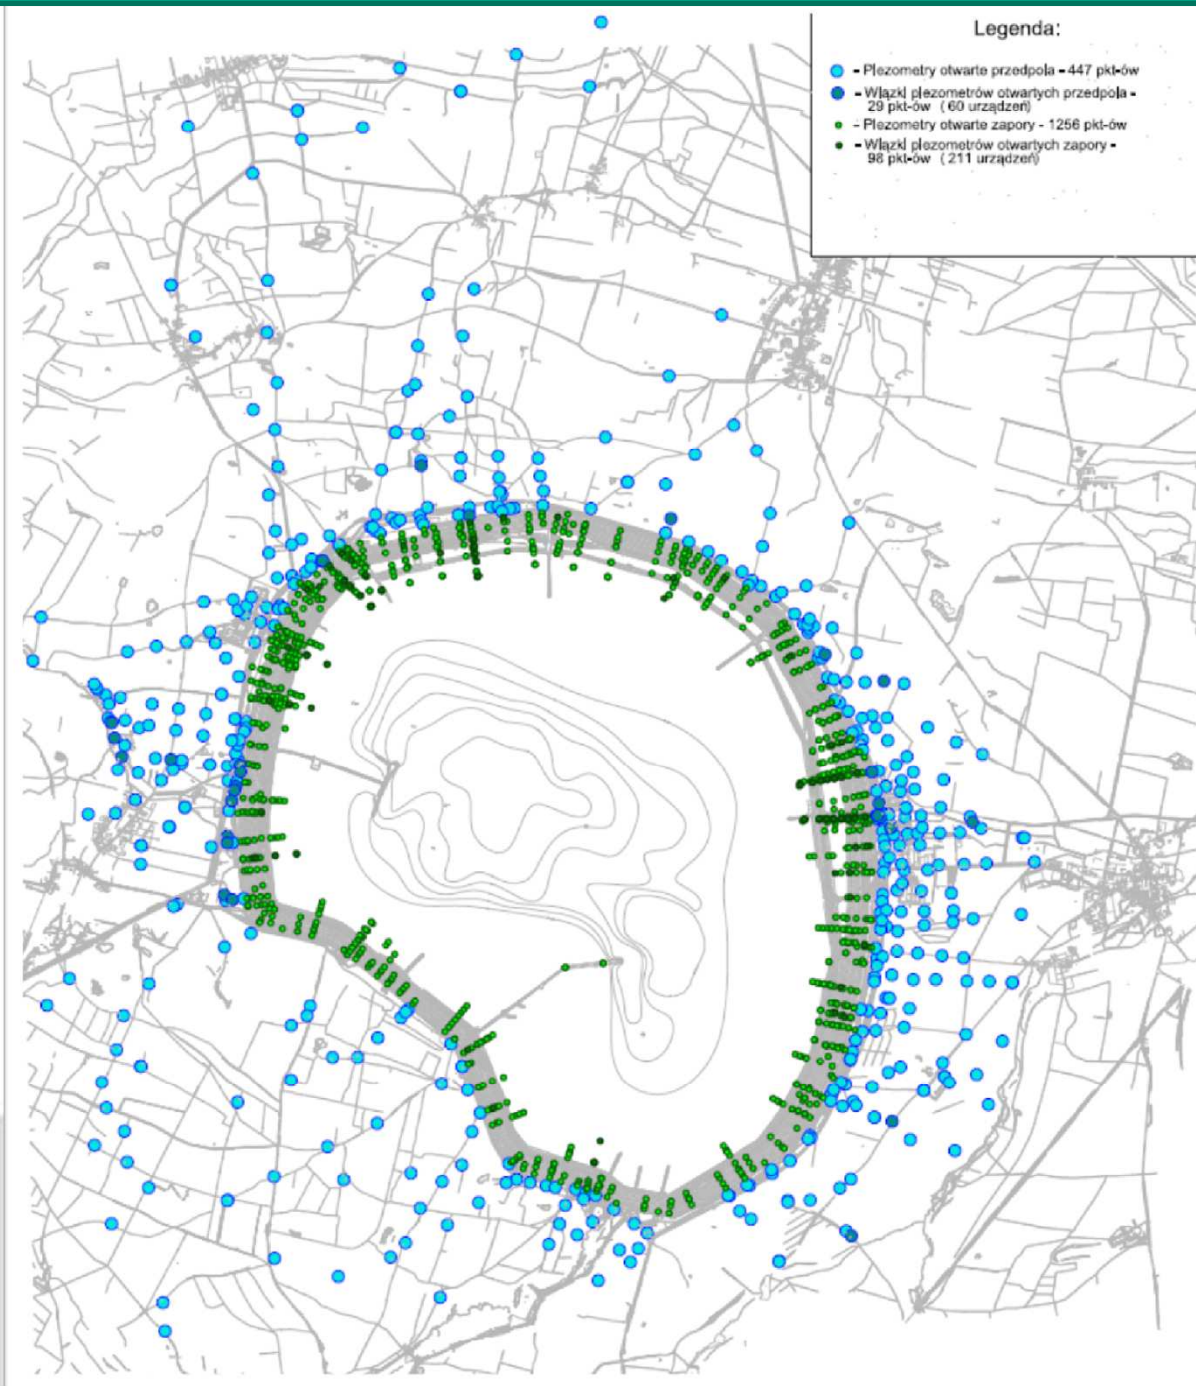 Legenda:
- Piezometry otwarte przedpola - 447 pkt-ów
- Wiązki piezometrów otwartych przedpola -
29 pkt-ów ( 60 urządzeń)
- Piezometry otwarte zapory - 1256 pkt-ów
- Wiązki piezometrów otwartych zapory -
98 pkt-ów ( 211 urządzeń)